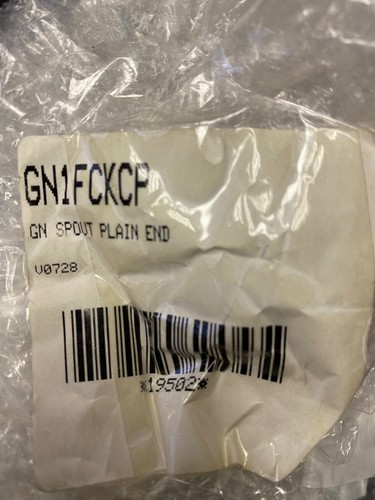 GN1FCKCP
GN SPOUT PLAIN END
V0728
*19502*